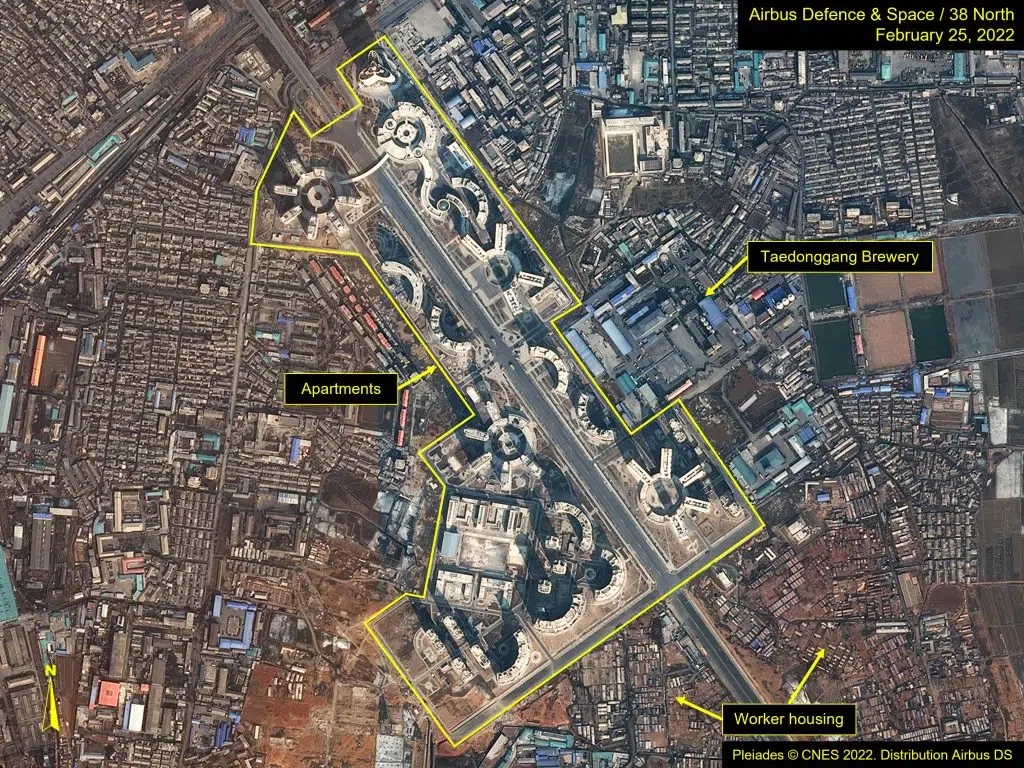 Airbus Defence & Space / 38 North
February 25, 2022
Taedonggang Brewery
Apartments
N
Worker housing
Pleiades © CNES 2022. Distribution Airbus DS